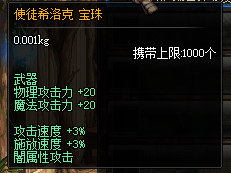 使徒希洛克 宝珠
0.001kg
携带上限:1000个
武器
物理攻击力 +20
魔法攻击力 +20
攻击速度 +3%
施放速度 +3%
闇属性攻击